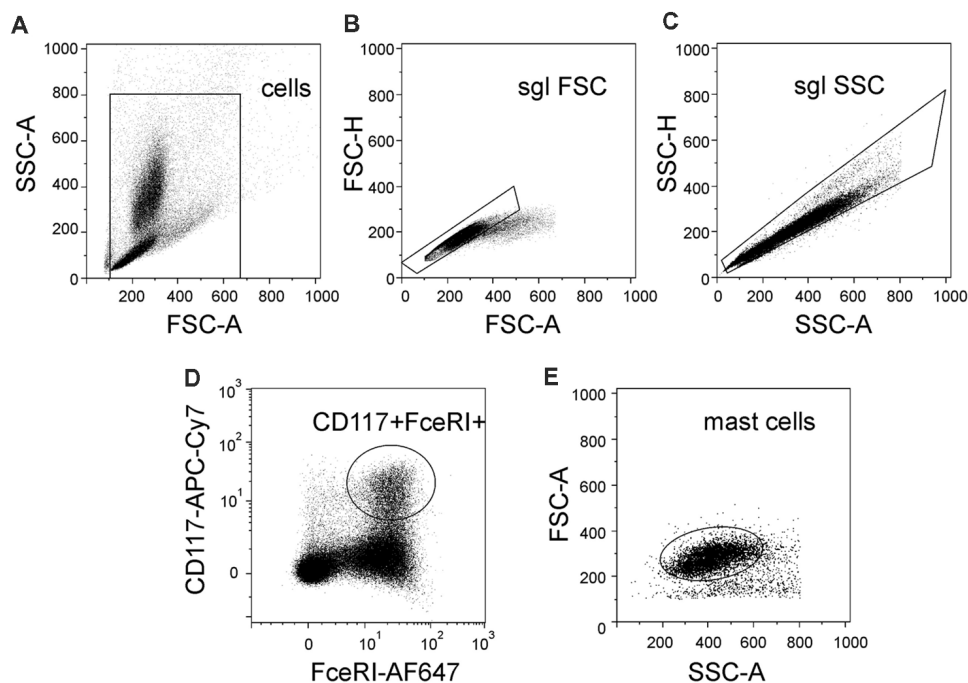 A
1000
800
600
400
200
0
SSC-A
cells
200 400 600 800 1000
FSC-A
B
1000
800
600
400
200
0
FSC-H
sgl FSC
0 200 400 600 800 1000
FSC-A
C
1000
800
600
400
200
0
SSC-H
sgl SSC
0 200 400 600 800 1000
SSC-A
D
10³
10²
10¹
0
CD117-APC-Cy7
CD117+FceRI+
0 10¹ 10² 10³
FceRI-AF647
E
1000
800
600
400
200
0
FSC-A
mast cells
0 200 400 600 800 1000
SSC-A